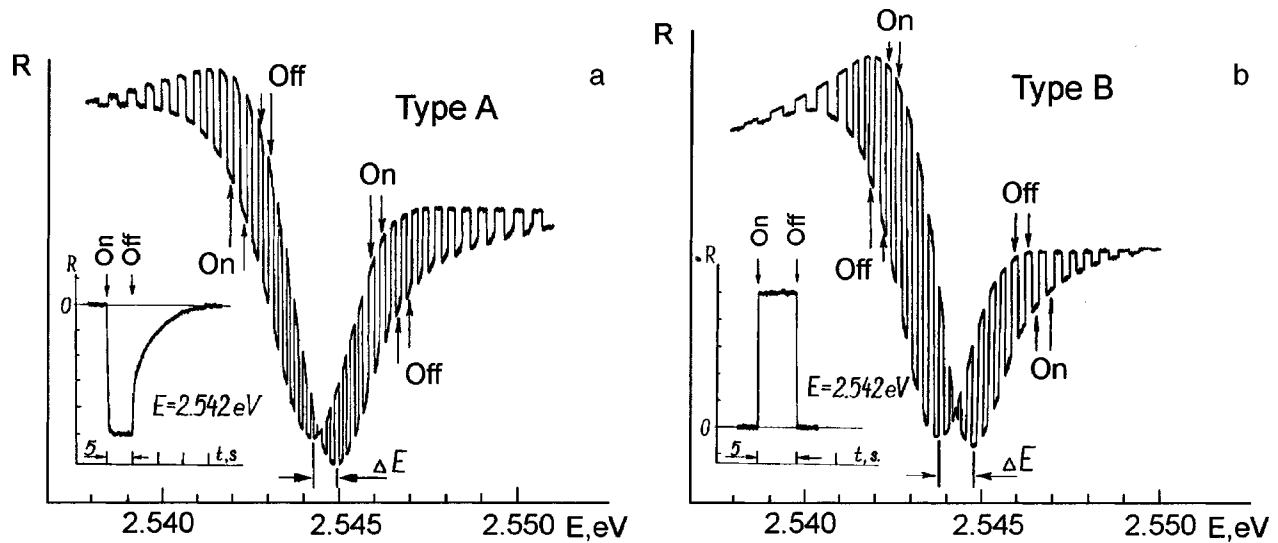 R
a
Off
Type A
On
On
Off
On Off
R
0
E=2.542eV
5
t,s
ΔE
2.540 2.545 2.550 E,eV
R
b
On
Type B
Off
Off
On
On Off
.R
E=2.542eV
0
5
t,s.
ΔE
2.540 2.545 2.550 E,eV